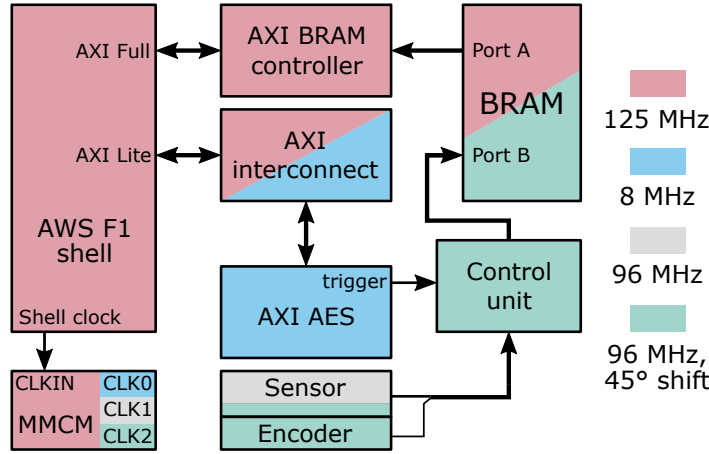 AXI Full
AXI Lite
AWS F1
shell
Shell clock
CLKIN
MMCM
CLK0
CLK1
CLK2
AXI BRAM
controller
AXI
interconnect
trigger
AXI AES
Sensor
Encoder
Port A
BRAM
Port B
Control
unit
125 MHz
8 MHz
96 MHz
96 MHz,
45° shift